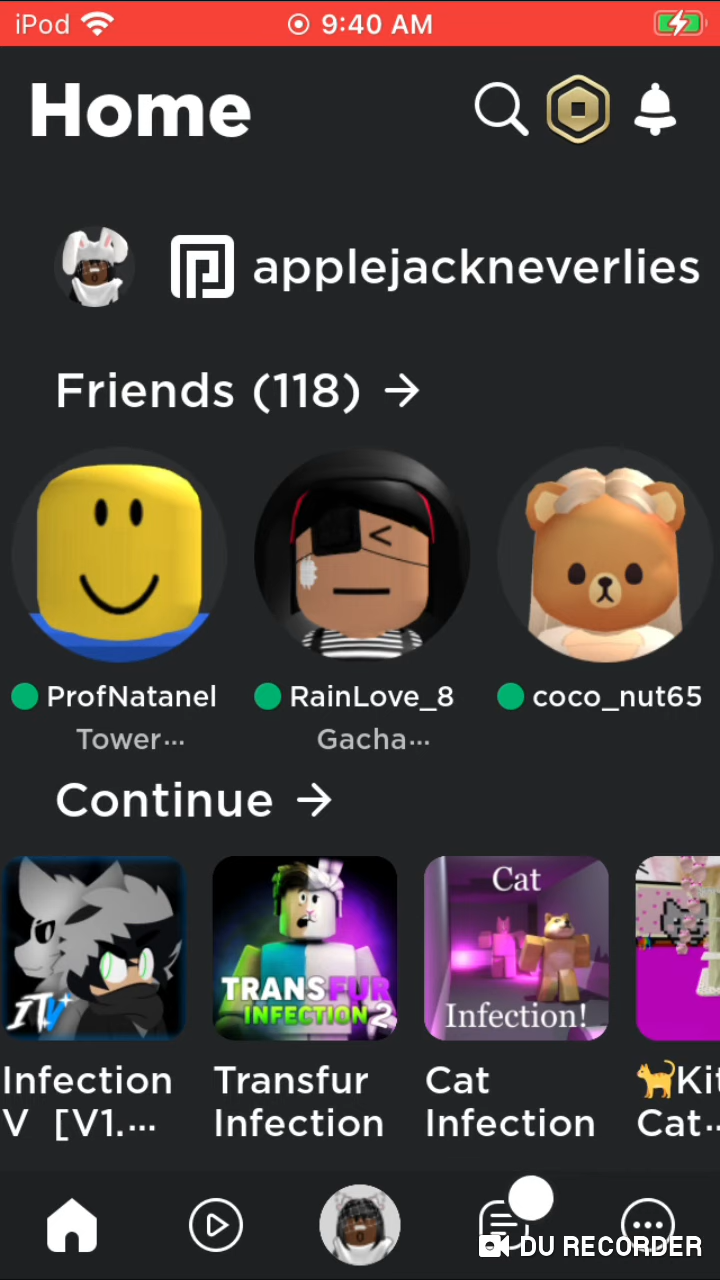 iPod 9:40 AM
Home
applejackneverlies
Friends (118) →
ProfNatanel RainLove_8 coco_nut65
Tower... Gacha...
Continue →
Cat
ITV
TRANSFUR
INFECTION 2
Infection!
Infection Transfur Cat 🐈Kit
V [V1.... Infection Infection Cat...
DU RECORDER